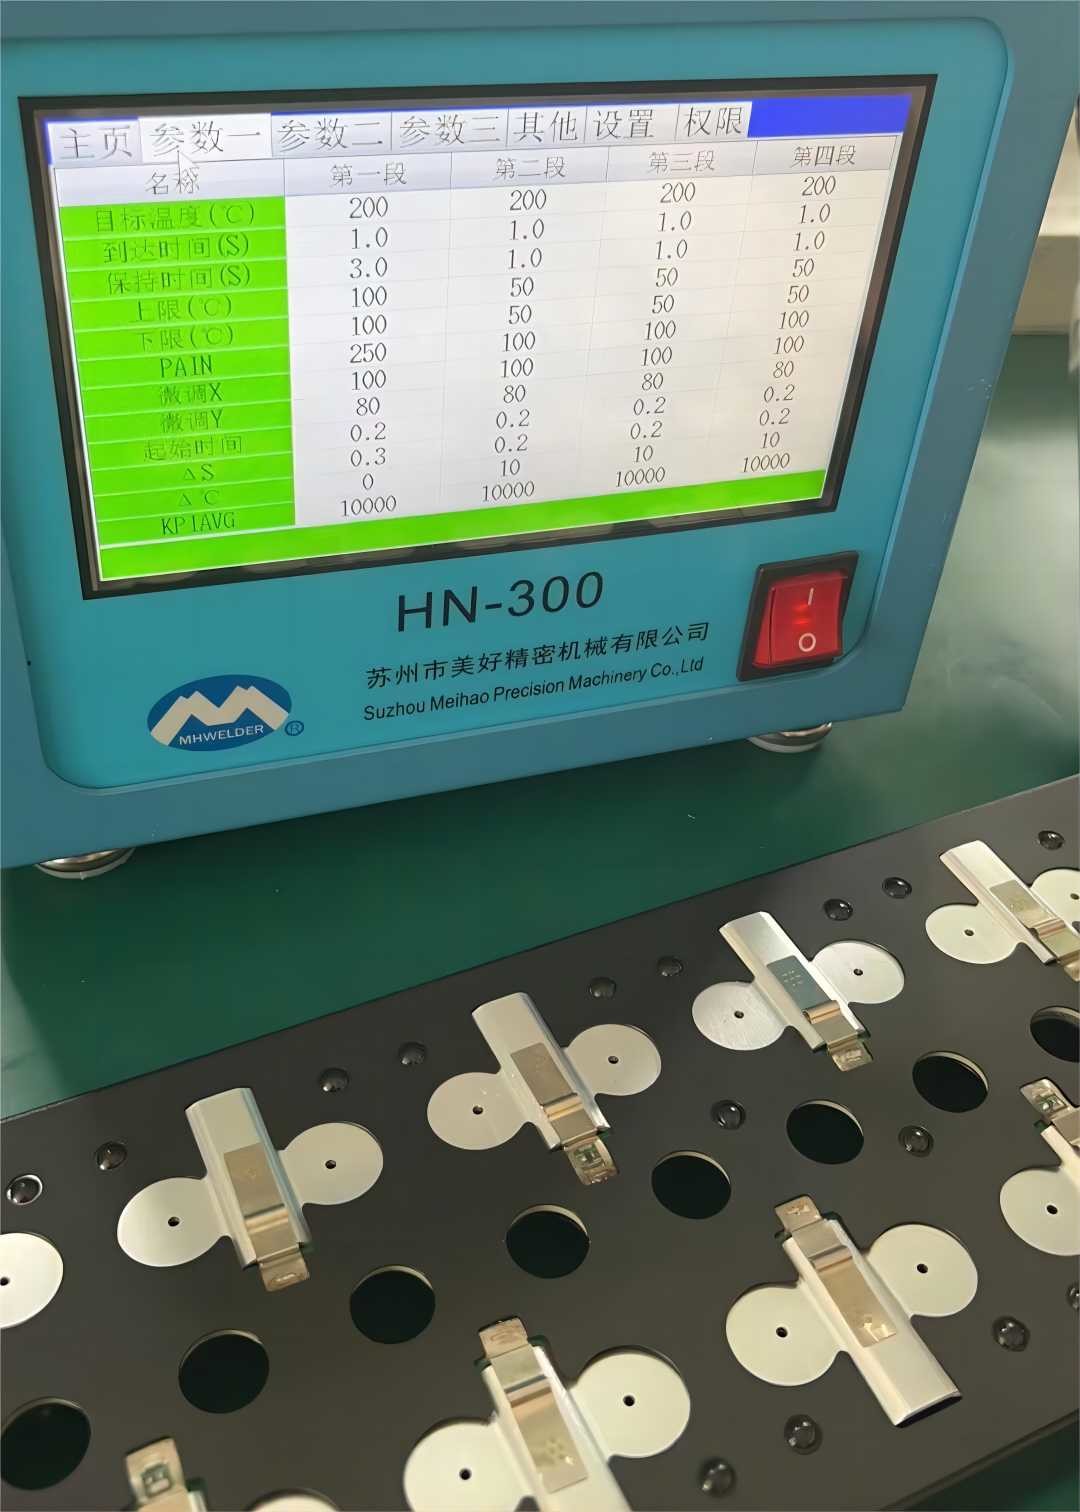 主页 参数一 参数二 参数三 其他 设置 权限
名称 第一段 第二段 第三段 第四段
目标温度(℃) 200 200 200 200
到达时间(S) 1.0 1.0 1.0 1.0
保持时间(S) 3.0 1.0 1.0 1.0
上限(℃) 100 50 50 50
下限(℃) 100 50 50 50
PAIN 250 100 100 100
微调X 100 100 100 100
微调Y 80 80 80 80
起始时间 0.2 0.2 0.2 0.2
ΔS 0.3 0.2 0.2 0.2
Δ℃ 0 10 10 10
KPIAVG 10000 10000 10000 10000
HN-300
苏州市美好精密机械有限公司
Suzhou Meihao Precision Machinery Co.,Ltd
MHWELDER ®